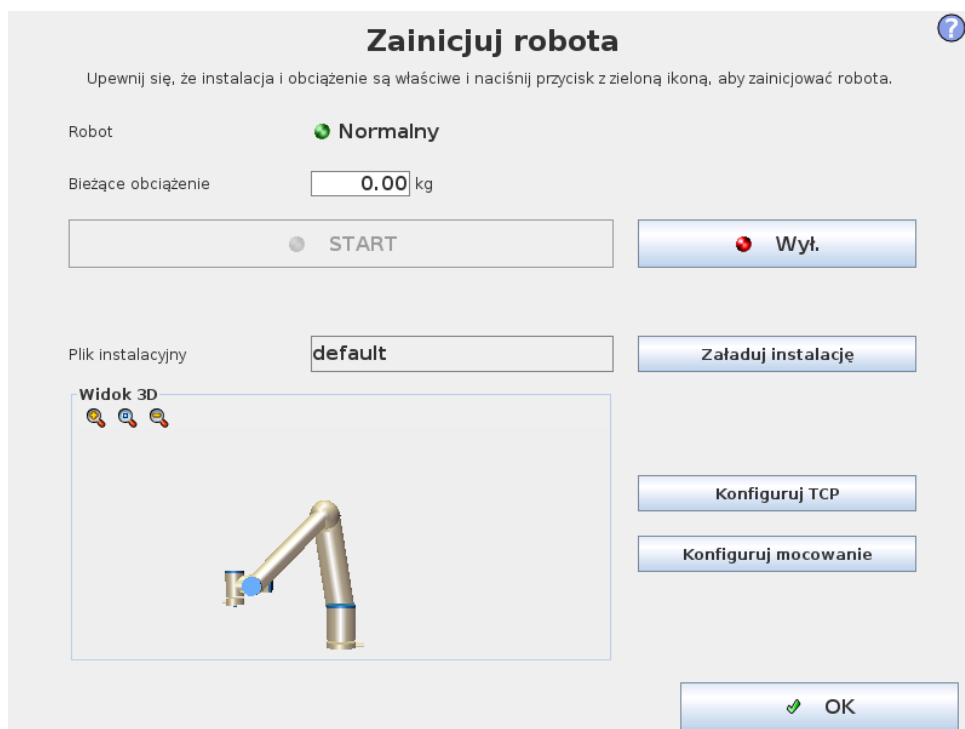 Zainicjuj robota
?
Upewnij się, że instalacja i obciążenie są właściwe i naciśnij przycisk z zieloną ikoną, aby zainicjować robota.
Robot
Normalny
Bieżące obciążenie
0.00 kg
START
Wył.
Plik instalacyjny
default
Załaduj instalację
Widok 3D
Konfiguruj TCP
Konfiguruj mocowanie
OK